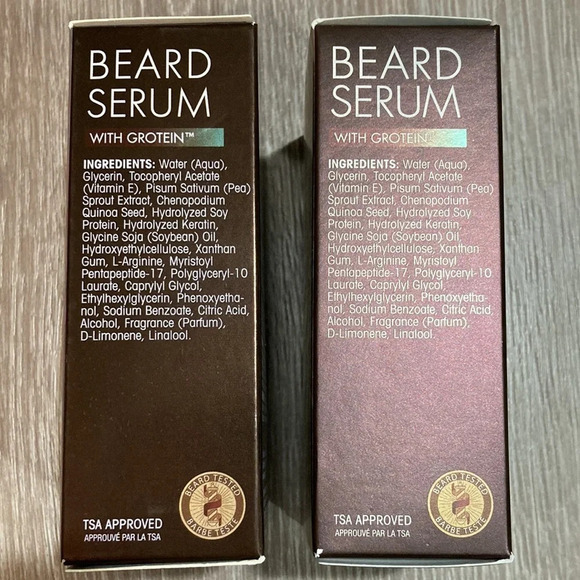 BEARD
SERUM
WITH GROTEIN™
INGREDIENTS: Water (Aqua),
Glycerin, Tocopheryl Acetate
(Vitamin E), Pisum Sativum (Pea)
Sprout Extract, Chenopodium
Quinoa Seed, Hydrolyzed Soy
Protein, Hydrolyzed Keratin,
Glycine Soja (Soybean) Oil,
Hydroxyethylcellulose, Xanthan
Gum, L-Arginine, Myristoyl
Pentapeptide-17, Polyglyceryl-10
Laurate, Caprylyl Glycol,
Ethylhexylglycerin, Phenoxyetha-
nol, Sodium Benzoate, Citric Acid,
Alcohol, Fragrance (Parfum),
D-Limonene, Linalool.
TSA APPROVED
APPROUVÉ PAR LA TSA
BEARD TESTED
BARBE TESTÉ
BEARD
SERUM
WITH GROTEIN™
INGREDIENTS: Water (Aqua),
Glycerin, Tocopheryl Acetate
(Vitamin E), Pisum Sativum (Pea)
Sprout Extract, Chenopodium
Quinoa Seed, Hydrolyzed Soy
Protein, Hydrolyzed Keratin,
Glycine Soja (Soybean) Oil,
Hydroxyethylcellulose, Xanthan
Gum, L-Arginine, Myristoyl
Pentapeptide-17, Polyglyceryl-10
Laurate, Caprylyl Glycol,
Ethylhexylglycerin, Phenoxyetha-
nol, Sodium Benzoate, Citric Acid,
Alcohol, Fragrance (Parfum),
D-Limonene, Linalool.
TSA APPROVED
APPROUVÉ PAR LA TSA
BEARD TESTED
BARBE TESTÉ